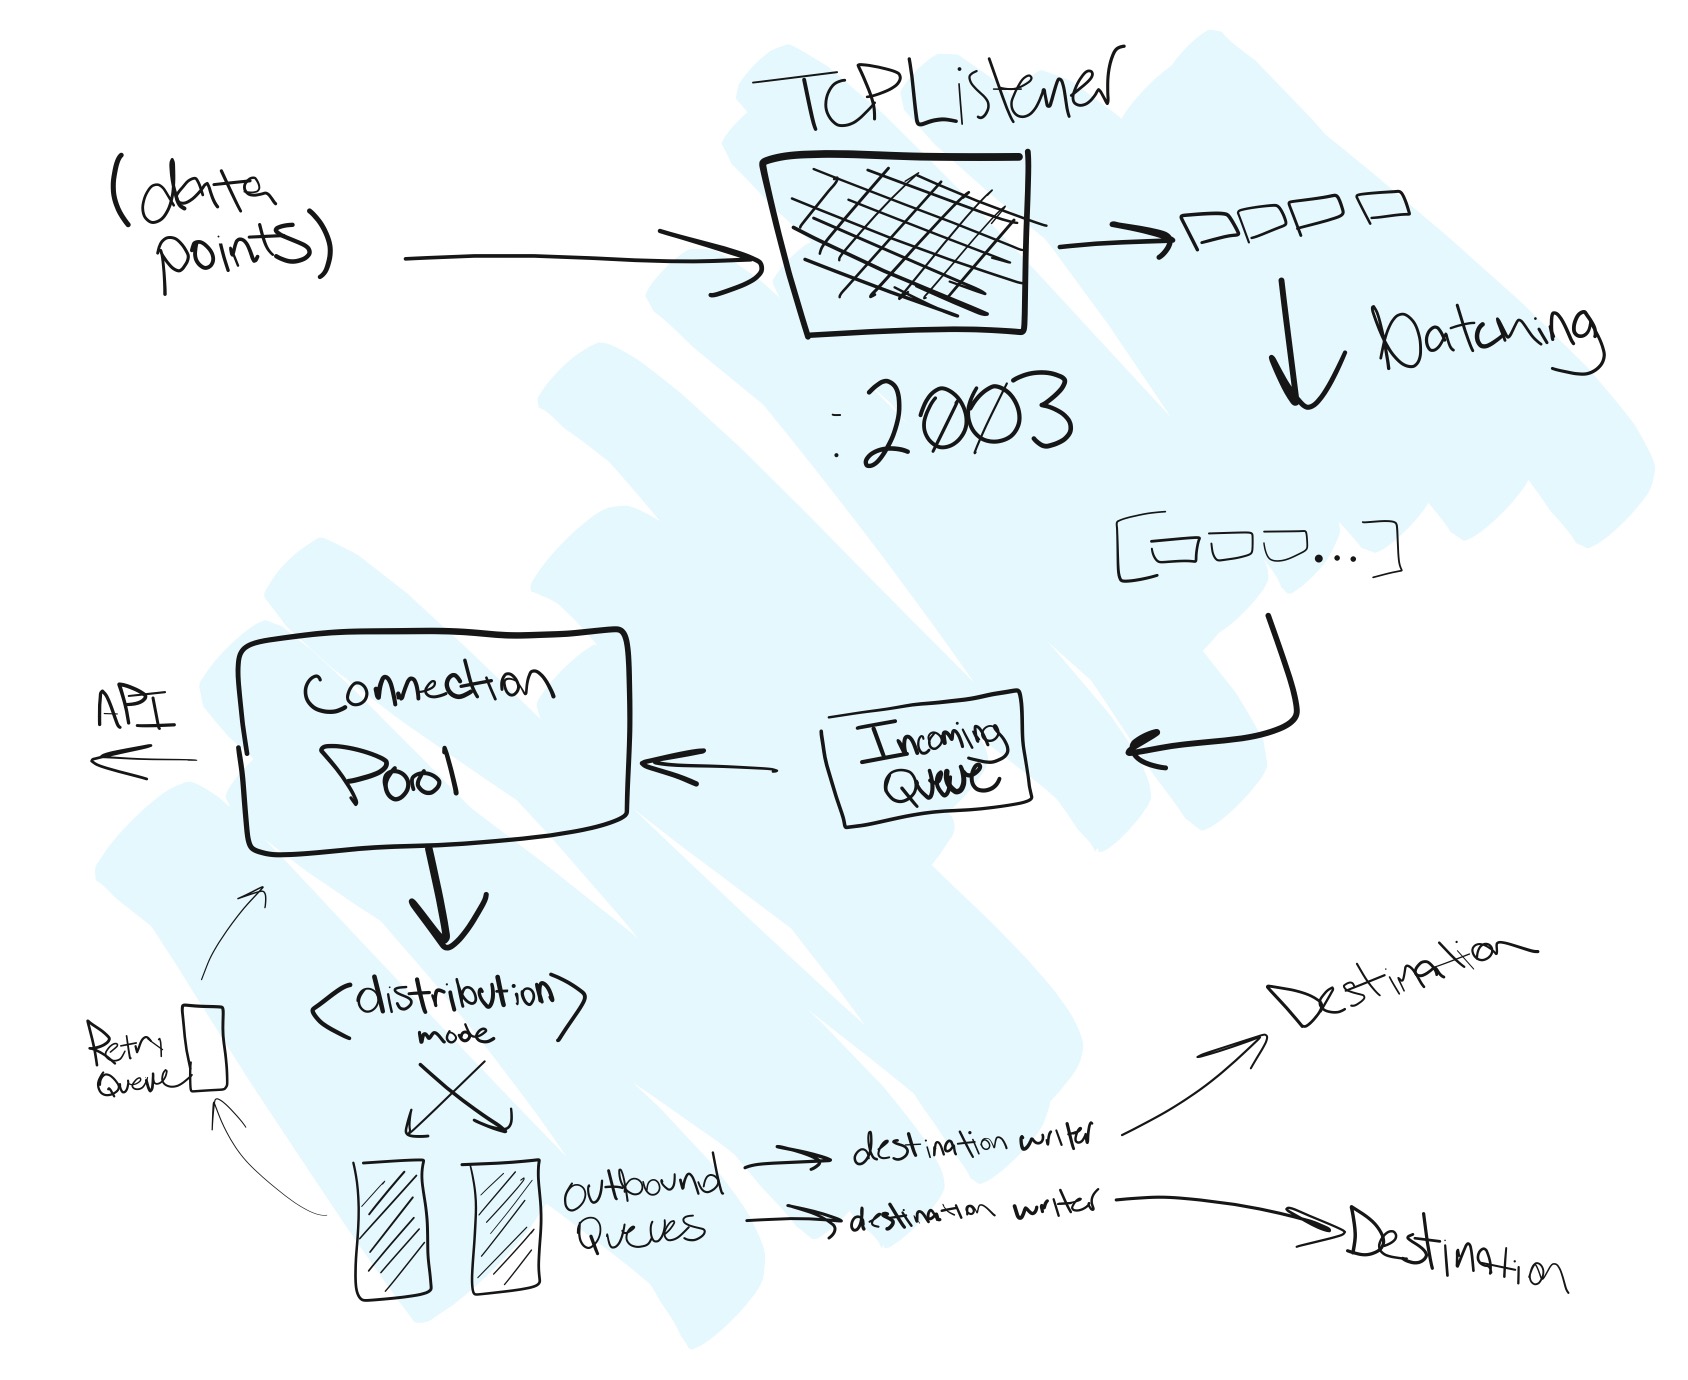 TCPListener
(data
points)
:2003
batching
[...]
Connection
Pool
API
Incoming
Queue
<distribution
mode>
Retry
Queue
Outbound
Queues
destination writer
destination writer
Destination
Destination